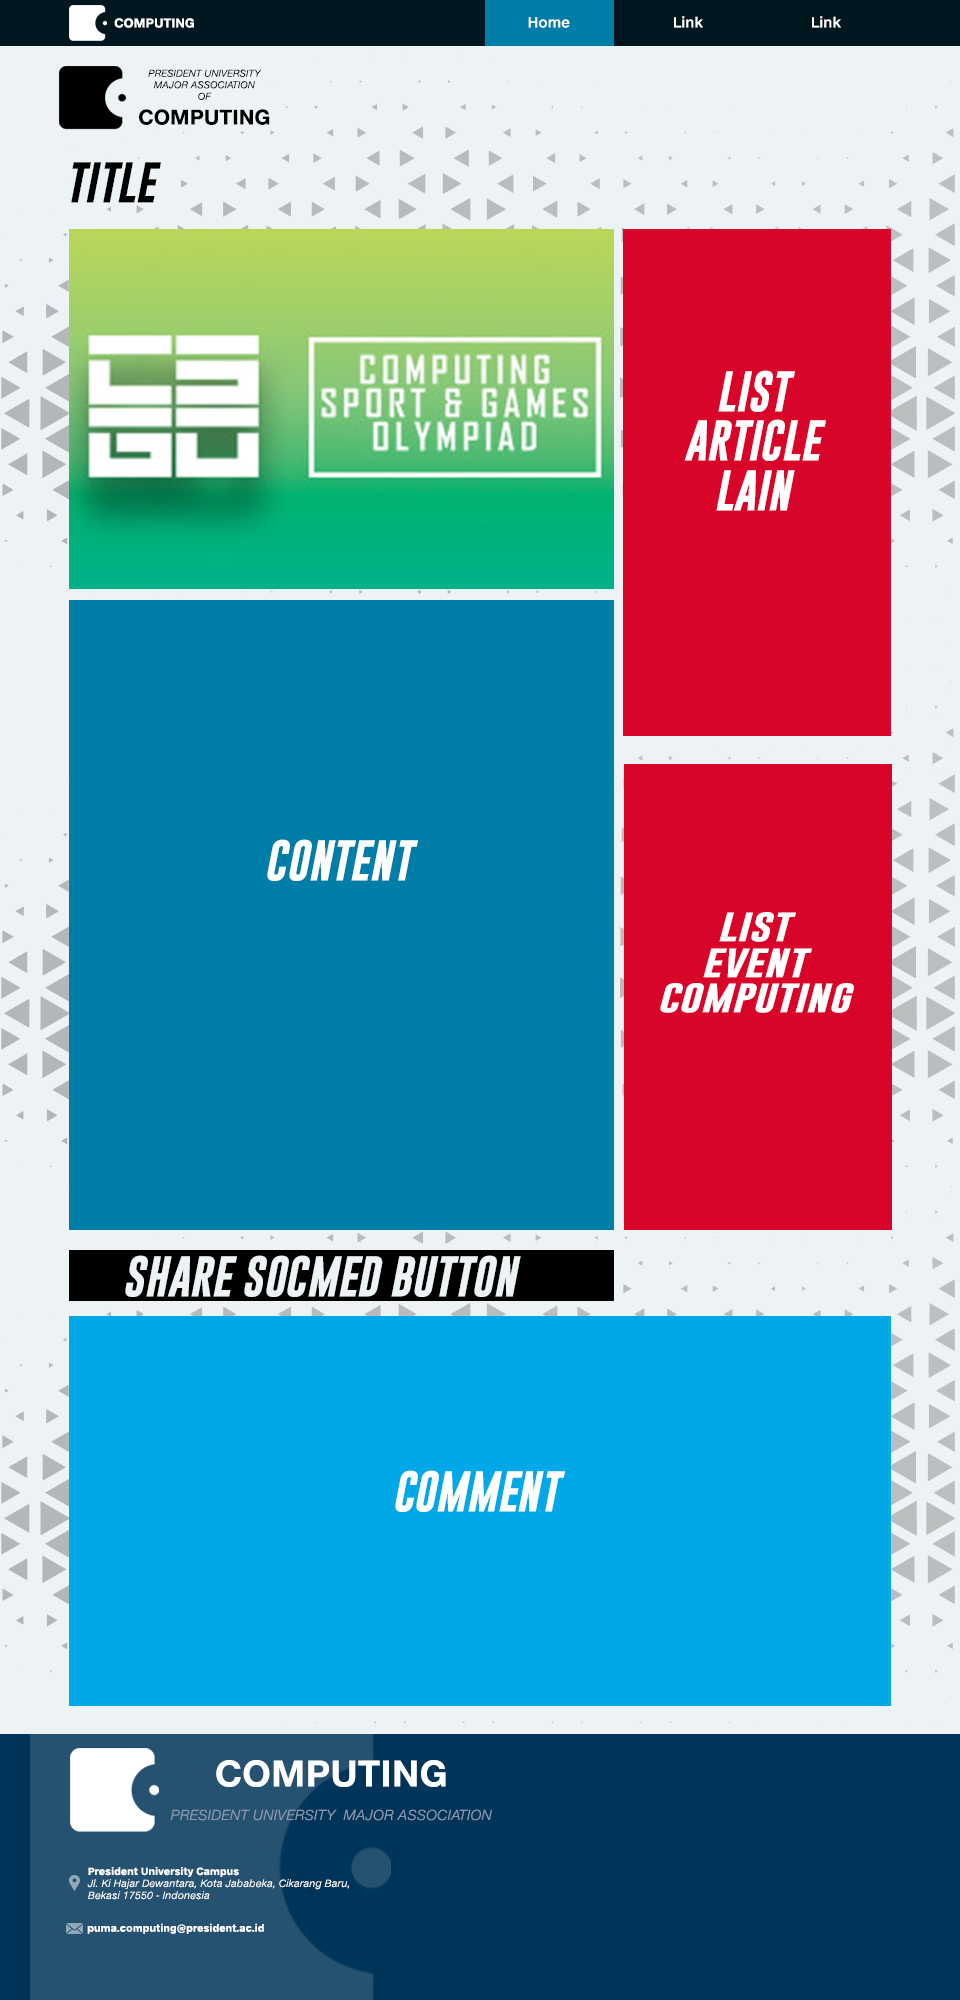 COMPUTING
Home
Link
Link
PRESIDENT UNIVERSITY
MAJOR ASSOCIATION
OF
COMPUTING
TITLE
COMPUTING
SPORT & GAMES
OLYMPIAD
LIST
ARTICLE
LAIN
CONTENT
LIST
EVENT
COMPUTING
SHARE SOCMED BUTTON
COMMENT
COMPUTING
PRESIDENT UNIVERSITY MAJOR ASSOCIATION
President University Campus
Jl. Ki Hajar Dewantara, Kota Jababeka, Cikarang Baru,
Bekasi 17550 - Indonesia
puma.computing@president.ac.id